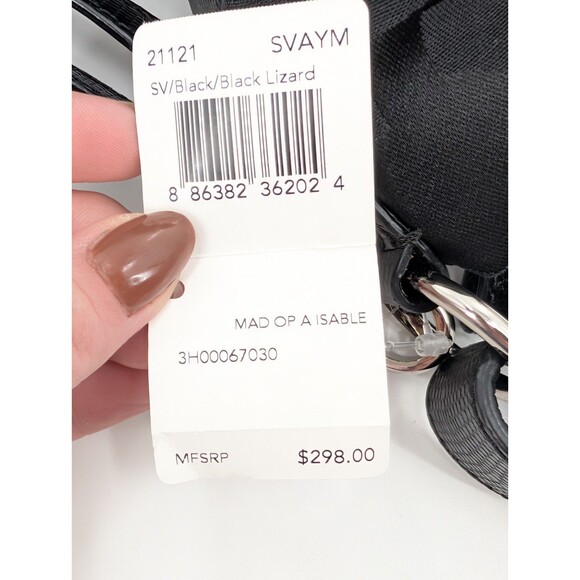 21121 SVAYM
SV/Black/Black Lizard
8 86382 36202 4
MAD OP A ISABLE
3H00067030
MFSRP $298.00